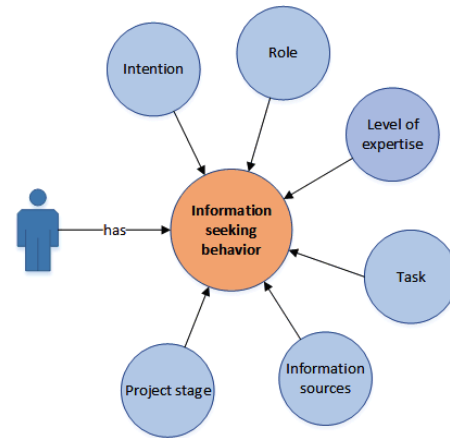 Role
Intention
Level of
expertise
Information
seeking
behavior
has
Task
Information
sources
Project stage